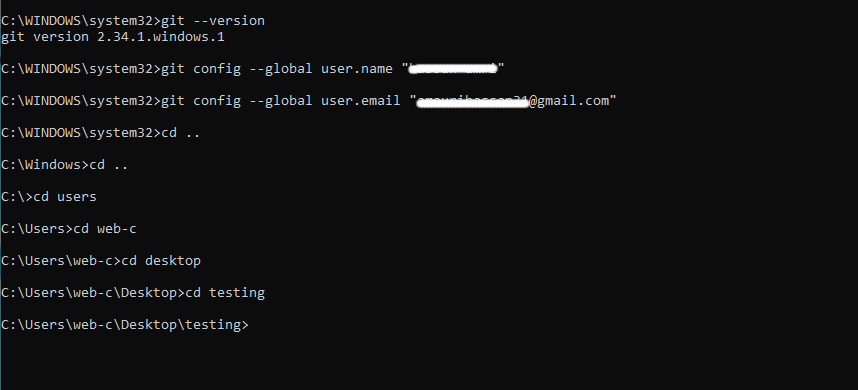 C:\WINDOWS\system32>git --version
git version 2.34.1.windows.1
C:\WINDOWS\system32>git config --global user.name "
"
C:\WINDOWS\system32>git config --global user.email "
@gmail.com"
C:\WINDOWS\system32>cd ..
C:\Windows>cd ..
C:\>cd users
C:\Users>cd web-c
C:\Users\web-c>cd desktop
C:\Users\web-c\Desktop>cd testing
C:\Users\web-c\Desktop\testing>